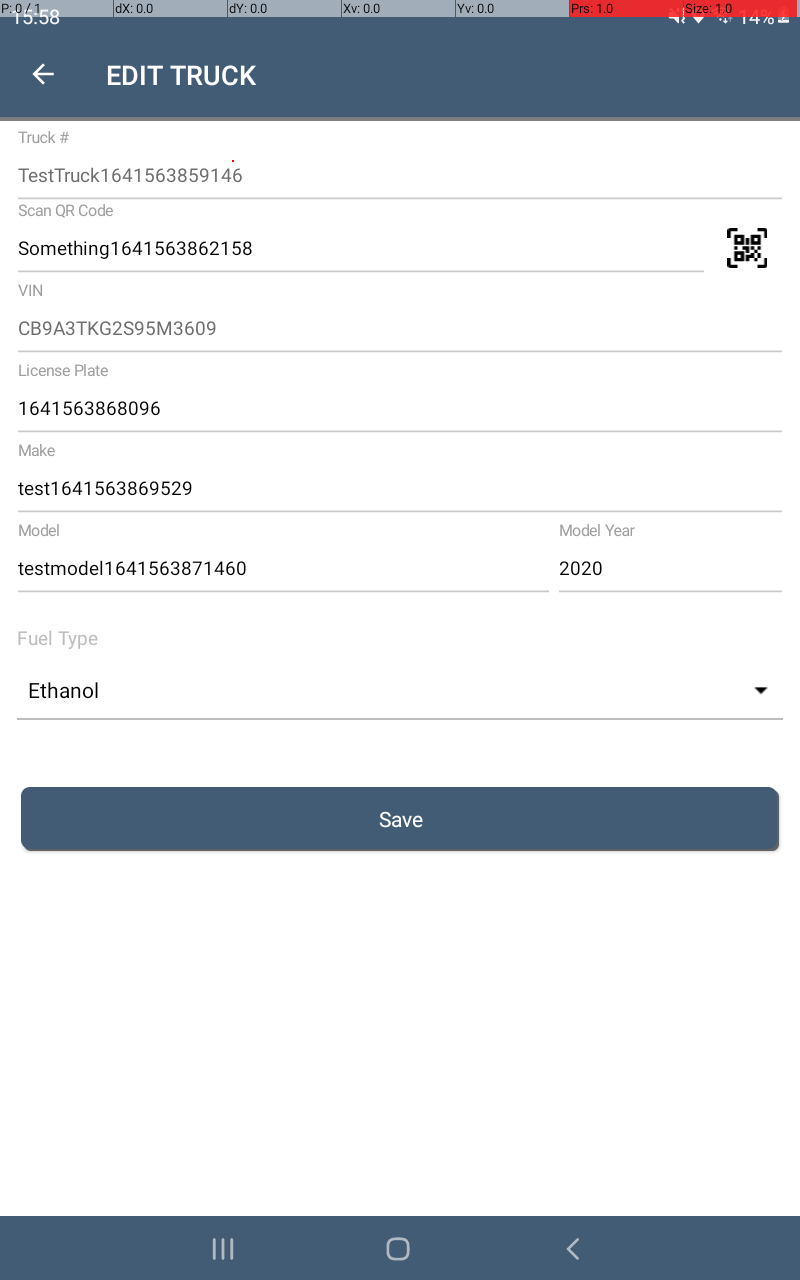 P: 0 / 1 dX: 0.0 dY: 0.0 Xv: 0.0 Yv: 0.0 Prs: 1.0 Size: 1.0
15:58 14%
EDIT TRUCK
Truck #
TestTruck1641563859146
Scan QR Code
Something1641563862158
VIN
CB9A3TKG2S95M3609
License Plate
1641563868096
Make
test1641563869529
Model Model Year
testmodel1641563871460 2020
Fuel Type
Ethanol
Save